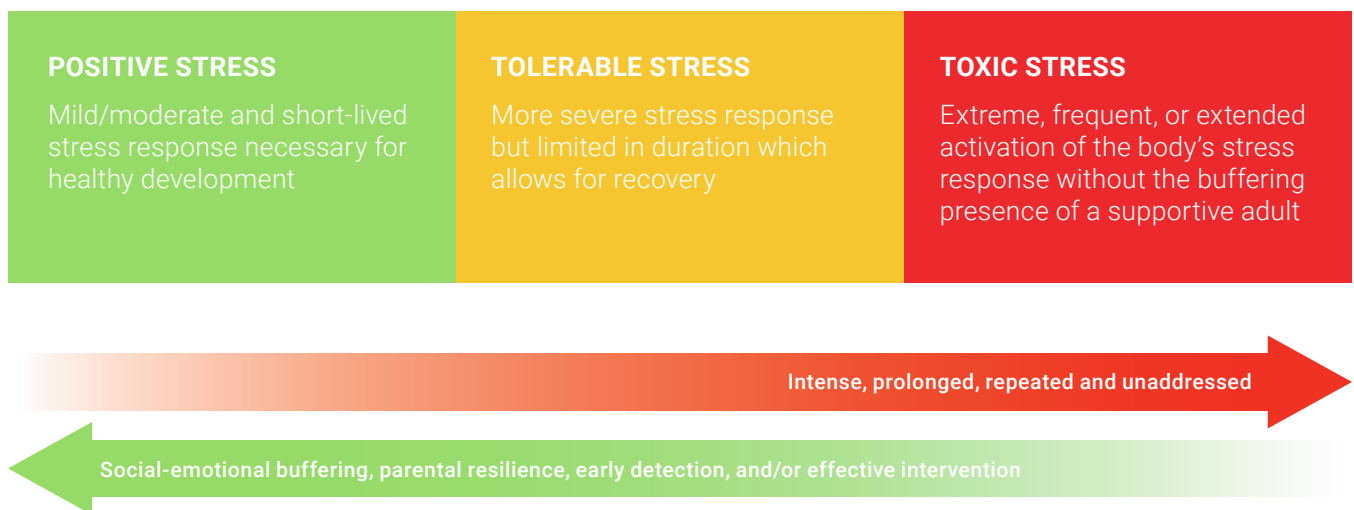 POSITIVE STRESS
Mild/moderate and short-lived
stress response necessary for
healthy development
TOLERABLE STRESS
More severe stress response
but limited in duration which
allows for recovery
TOXIC STRESS
Extreme, frequent, or extended
activation of the body’s stress
response without the buffering
presence of a supportive adult
Intense, prolonged, repeated and unaddressed
Social-emotional buffering, parental resilience, early detection, and/or effective intervention